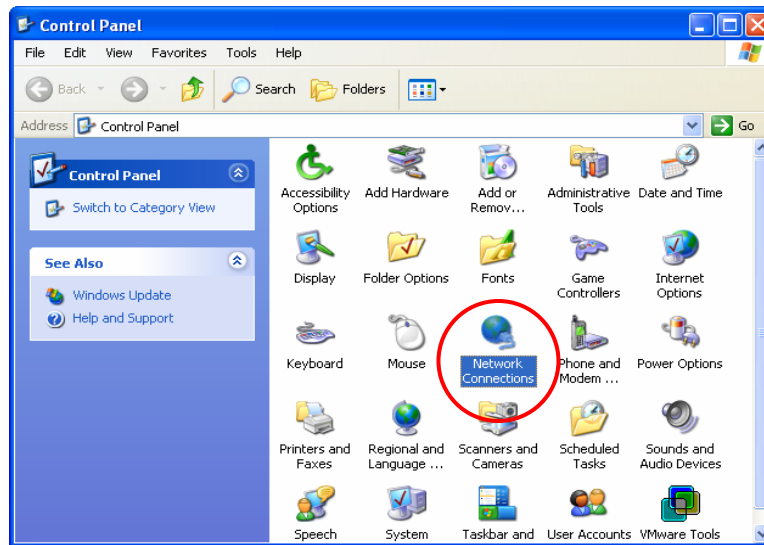 Control Panel
File Edit View Favorites Tools Help
Back Search Folders
Address Control Panel Go
Control Panel
Switch to Category View
See Also
Windows Update
Help and Support
Accessibility Options
Add Hardware
Add or Remov...
Administrative Tools
Date and Time
Display
Folder Options
Fonts
Game Controllers
Internet Options
Keyboard
Mouse
Network Connections
Phone and Modem ...
Power Options
Printers and Faxes
Regional and Language ...
Scanners and Cameras
Scheduled Tasks
Sounds and Audio Devices
Speech
System
Taskbar and
User Accounts
VMware Tools